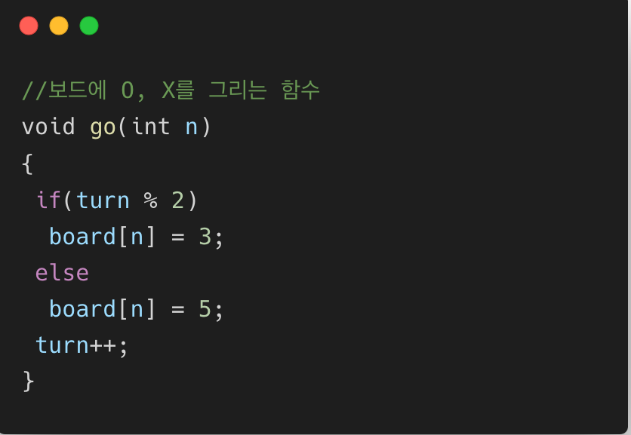 //보드에 O, X를 그리는 함수
void go(int n)
{
 if(turn % 2)
  board[n] = 3;
 else
  board[n] = 5;
 turn++;
}